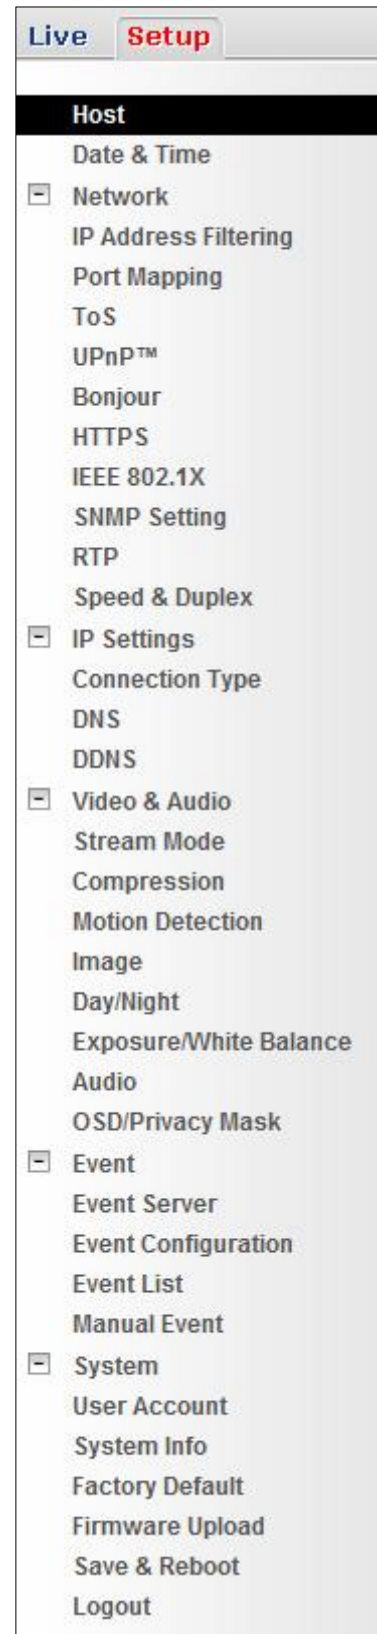 Live Setup
Host
Date & Time
Network
IP Address Filtering
Port Mapping
ToS
UPnP™
Bonjour
HTTPS
IEEE 802.1X
SNMP Setting
RTP
Speed & Duplex
IP Settings
Connection Type
DNS
DDNS
Video & Audio
Stream Mode
Compression
Motion Detection
Image
Day/Night
Exposure/White Balance
Audio
OSD/Privacy Mask
Event
Event Server
Event Configuration
Event List
Manual Event
System
User Account
System Info
Factory Default
Firmware Upload
Save & Reboot
Logout